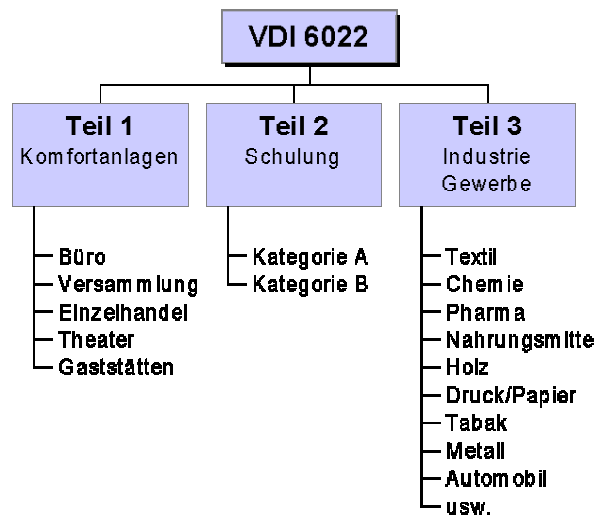 VDI 6022
Teil 1
Komfortanlagen
Büro
Versammlung
Einzelhandel
Theater
Gaststätten
Teil 2
Schulung
Kategorie A
Kategorie B
Teil 3
Industrie
Gewerbe
Textil
Chemie
Pharma
Nahrungsmitte
Holz
Druck/Papier
Tabak
Metall
Automobil
usw.